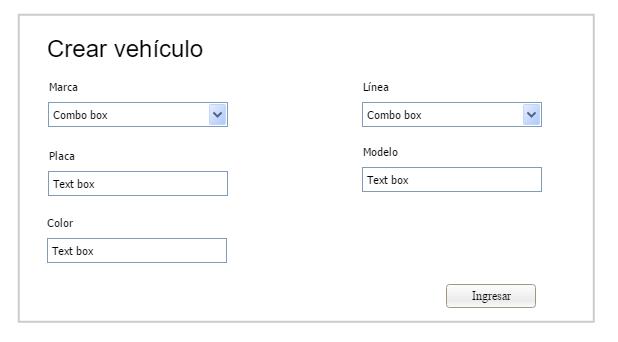 Crear vehículo
Marca
Línea
Combo box
Combo box
Placa
Modelo
Text box
Text box
Color
Text box
Ingresar